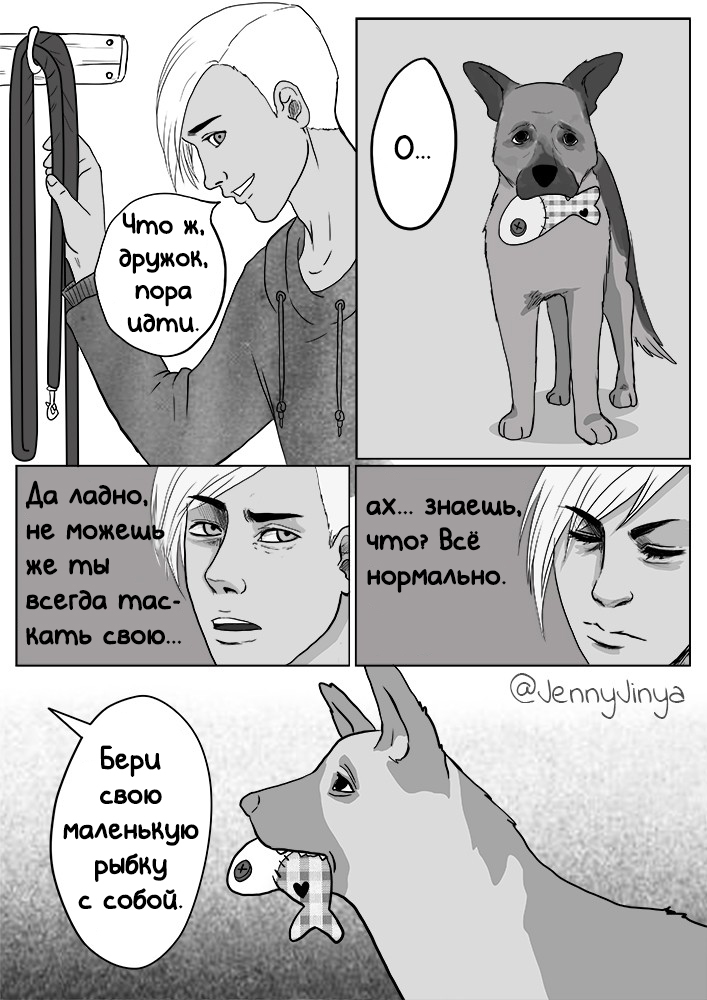 Что ж,
дружок,
пора
идти.
О...
Да ладно,
не можешь
же ты
всегда тас-
кать свою...
ах... знаешь,
что? Всё
нормально.
@JennyJinya
Бери
свою
маленькую
рыбку
с собой.